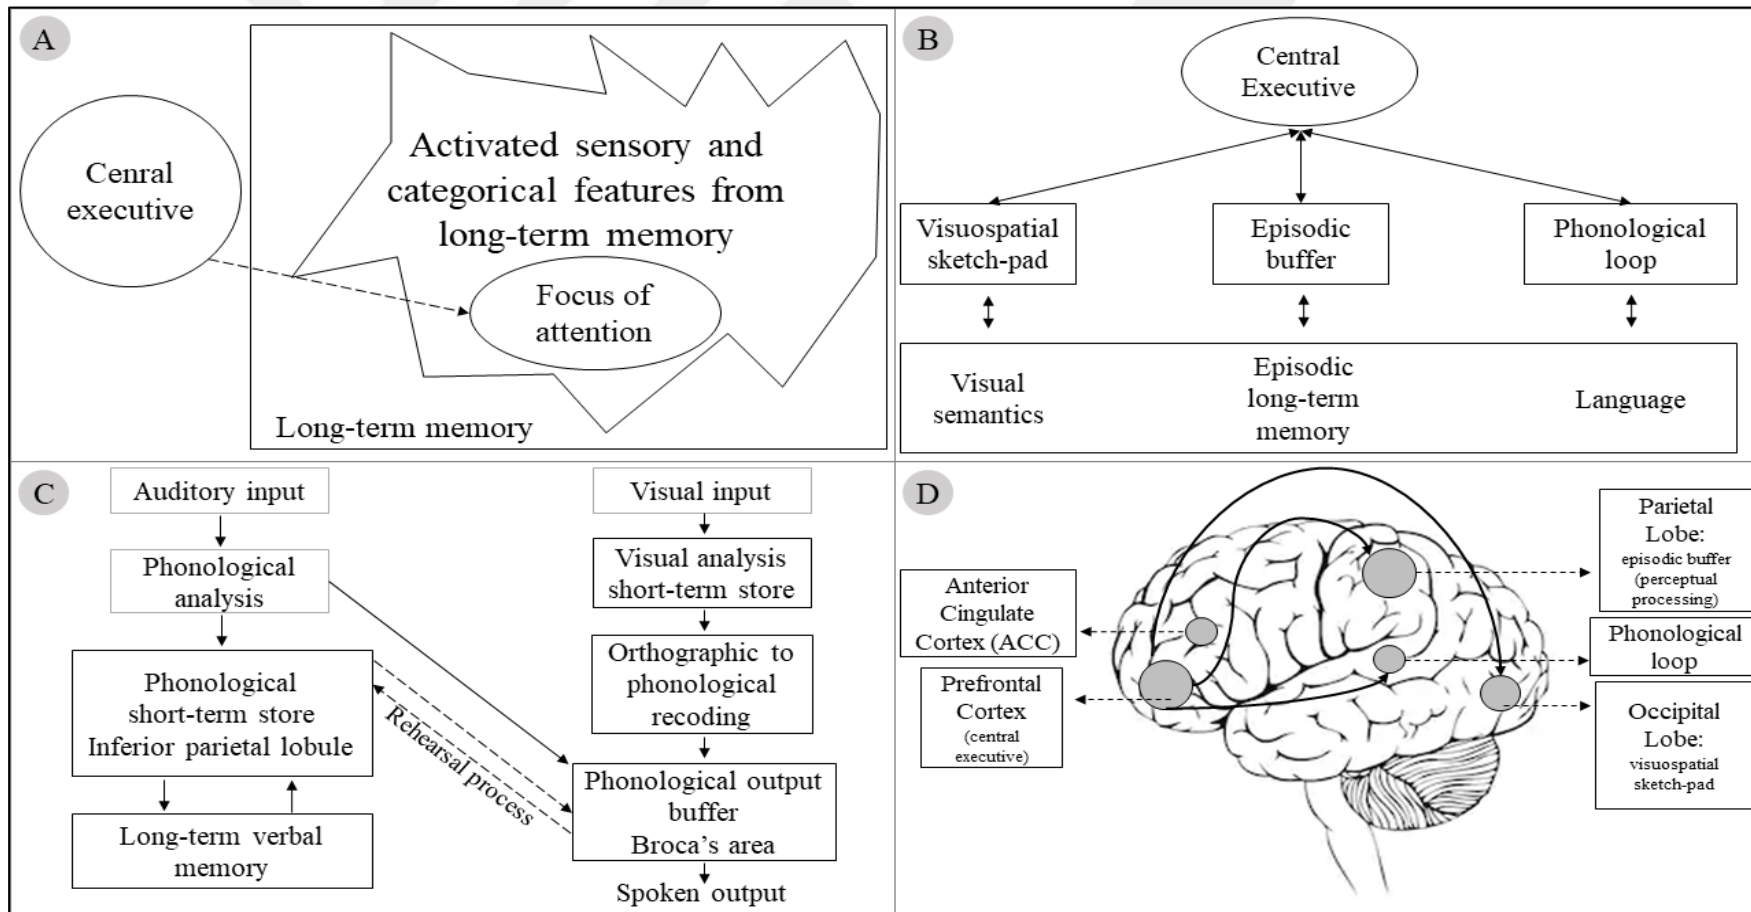 A
Cenral
executive
Activated sensory and
categorical features from
long-term memory
Focus of
attention
Long-term memory
B
Central
Executive
Visuospatial
sketch-pad
Episodic
buffer
Phonological
loop
Visual
semantics
Episodic
long-term
memory
Language
C
Auditory input
Phonological
analysis
Phonological
short-term store
Inferior parietal lobule
Long-term verbal
memory
Rehearsal process
Visual input
Visual analysis
short-term store
Orthographic to
phonological
recoding
Phonological output
buffer
Broca's area
Spoken output
D
Anterior
Cingulate
Cortex (ACC)
Prefrontal
Cortex
(central
executive)
Parietal
Lobe:
episodic buffer
(perceptual
processing)
Phonological
loop
Occipital
Lobe:
visuospatial
sketch-pad